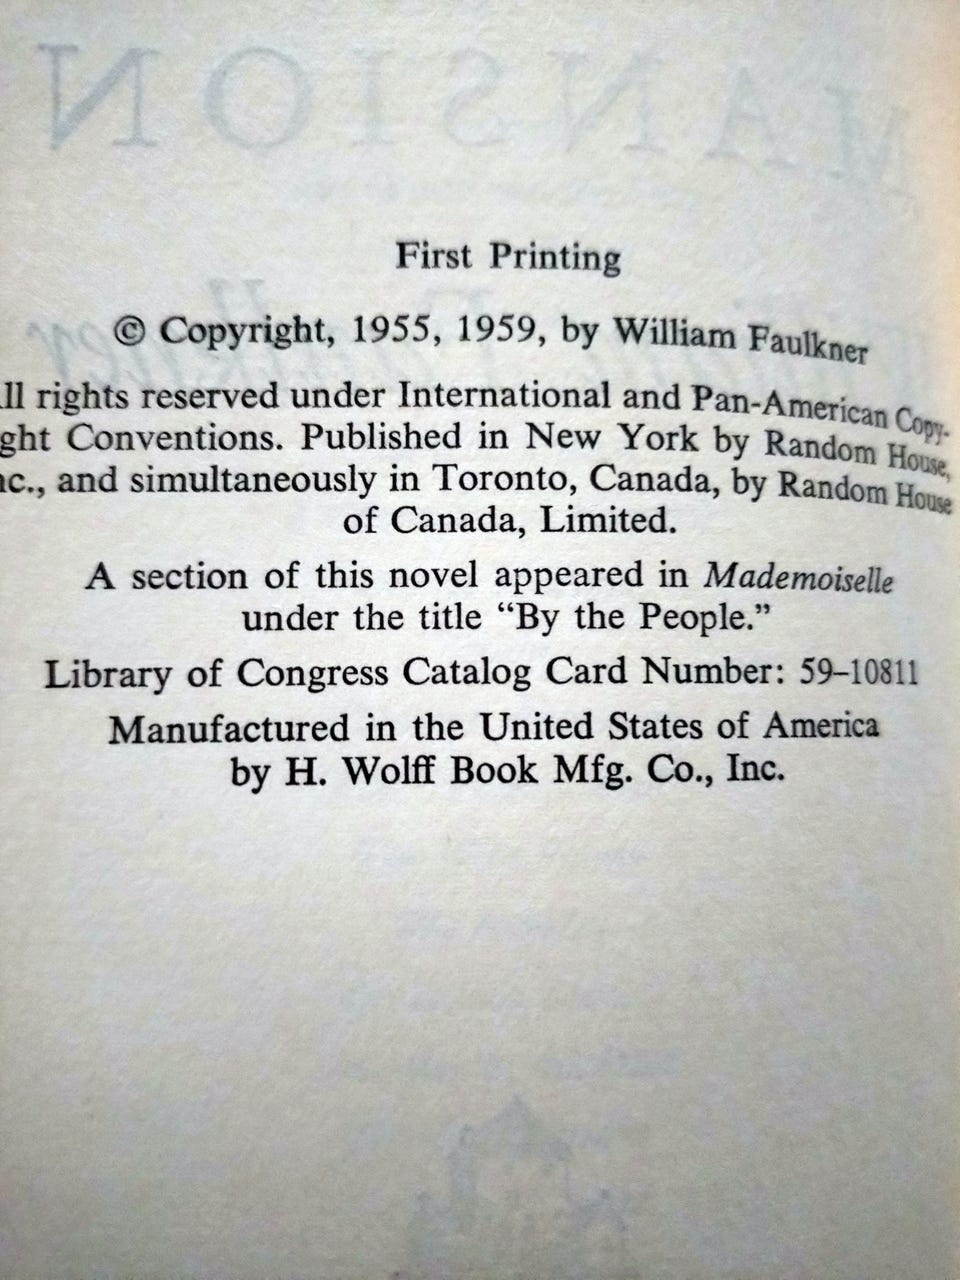 MANSION
First Printing
© Copyright, 1955, 1959, by William Faulkner
ll rights reserved under International and Pan-American Copy-
ght Conventions. Published in New York by Random House,
nc., and simultaneously in Toronto, Canada, by Random House
of Canada, Limited.
A section of this novel appeared in Mademoiselle
under the title “By the People.”
Library of Congress Catalog Card Number: 59–10811
Manufactured in the United States of America
by H. Wolff Book Mfg. Co., Inc.